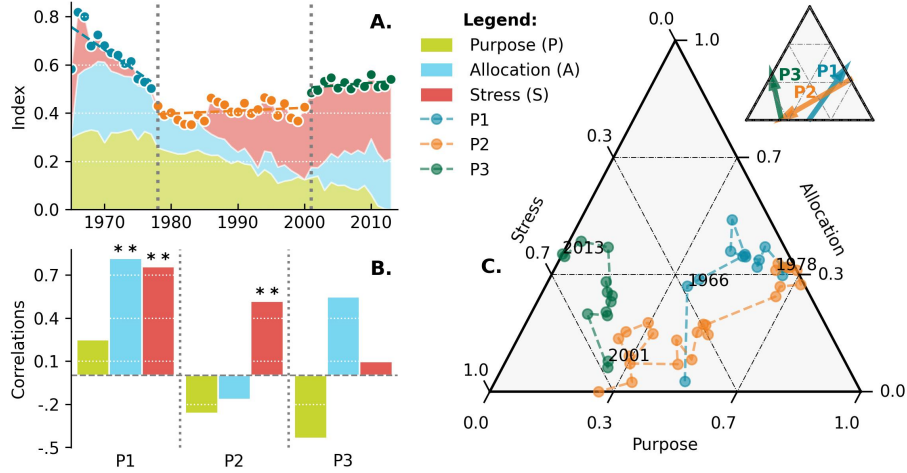 A.
Index
0.8
0.6
0.4
0.2
0.0
1970
1980
1990
2000
2010
Legend:
Purpose (P)
Allocation (A)
Stress (S)
P1
P2
P3
B.
Correlations
0.7
0.4
0.1
-.2
-.5
* *
* *
* *
P1
P2
P3
C.
0.0
1.0
0.3
0.7
0.7
0.3
1.0
0.0
Stress
Allocation
2013
1966
1978
2001
0.0
0.3
0.7
1.0
Purpose
P3
P1
P2